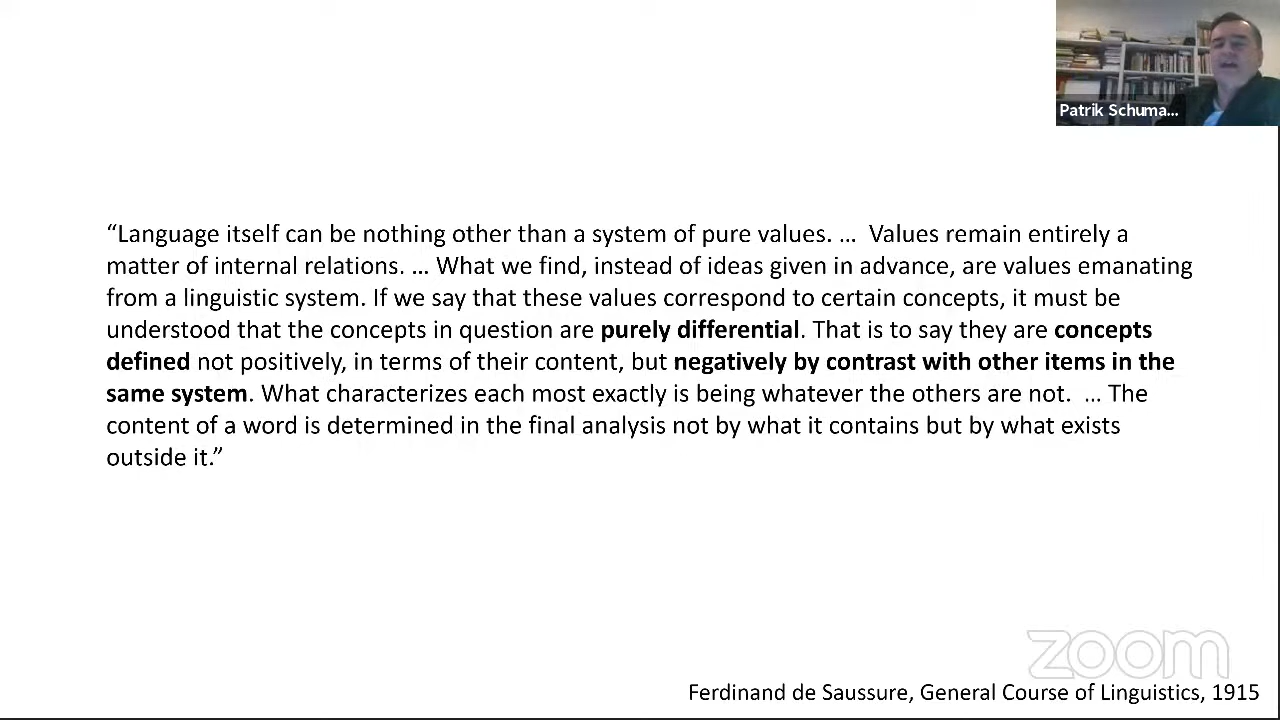 Patrik Schuma...
“Language itself can be nothing other than a system of pure values. ...  Values remain entirely a
matter of internal relations. ... What we find, instead of ideas given in advance, are values emanating
from a linguistic system. If we say that these values correspond to certain concepts, it must be
understood that the concepts in question are purely differential. That is to say they are concepts
defined not positively, in terms of their content, but negatively by contrast with other items in the
same system. What characterizes each most exactly is being whatever the others are not.  ... The
content of a word is determined in the final analysis not by what it contains but by what exists
outside it.”
zoom
Ferdinand de Saussure, General Course of Linguistics, 1915